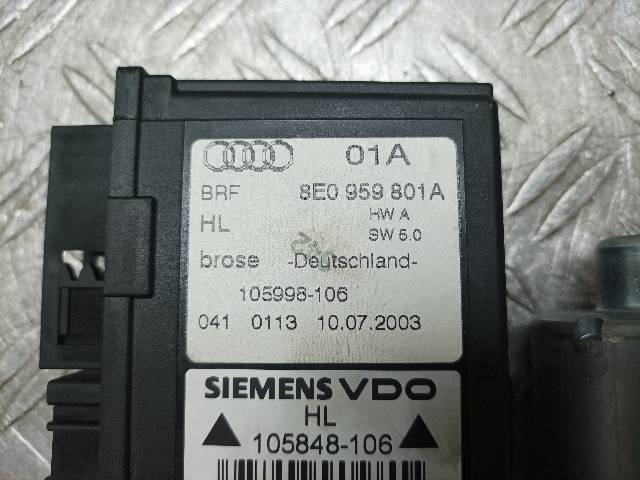 01A
BRF 8E0 959 801A
HL HW A
SW 5.0
brose -Deutschland-
105998-106
041 0113 10.07.2003
SIEMENS VDO
HL
105848-106